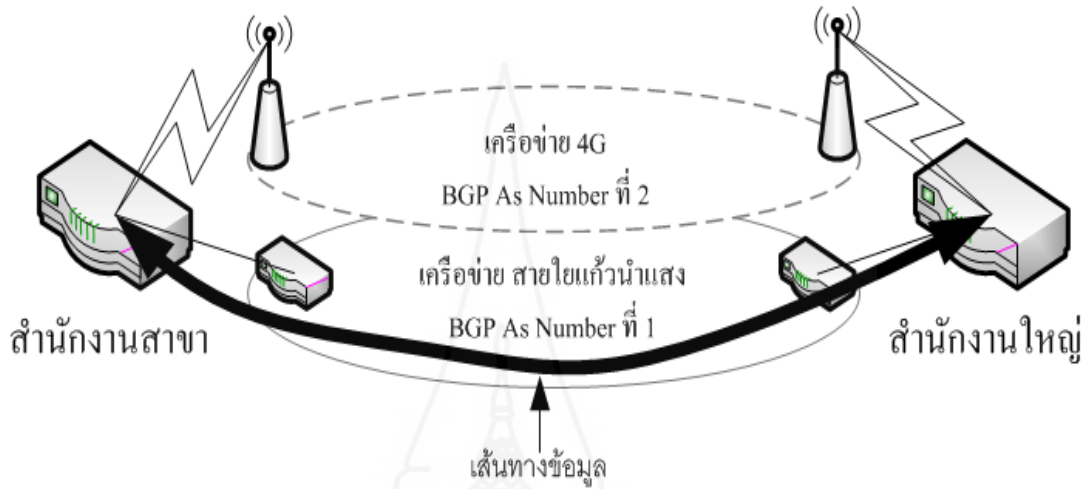 เครือข่าย 4G
BGP As Number ที่ 2
เครือข่าย สายใยแก้วนำแสง
BGP As Number ที่ 1
สำนักงานสาขา
สำนักงานใหญ่
เส้นทางข้อมูล